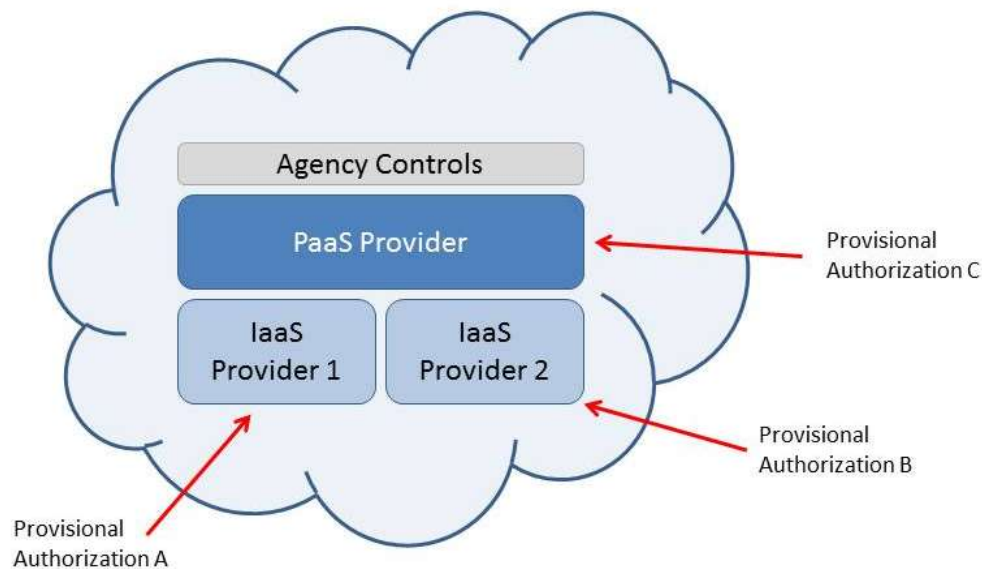 Agency Controls
PaaS Provider
Provisional
Authorization C
IaaS
Provider 1
IaaS
Provider 2
Provisional
Authorization B
Provisional
Authorization A